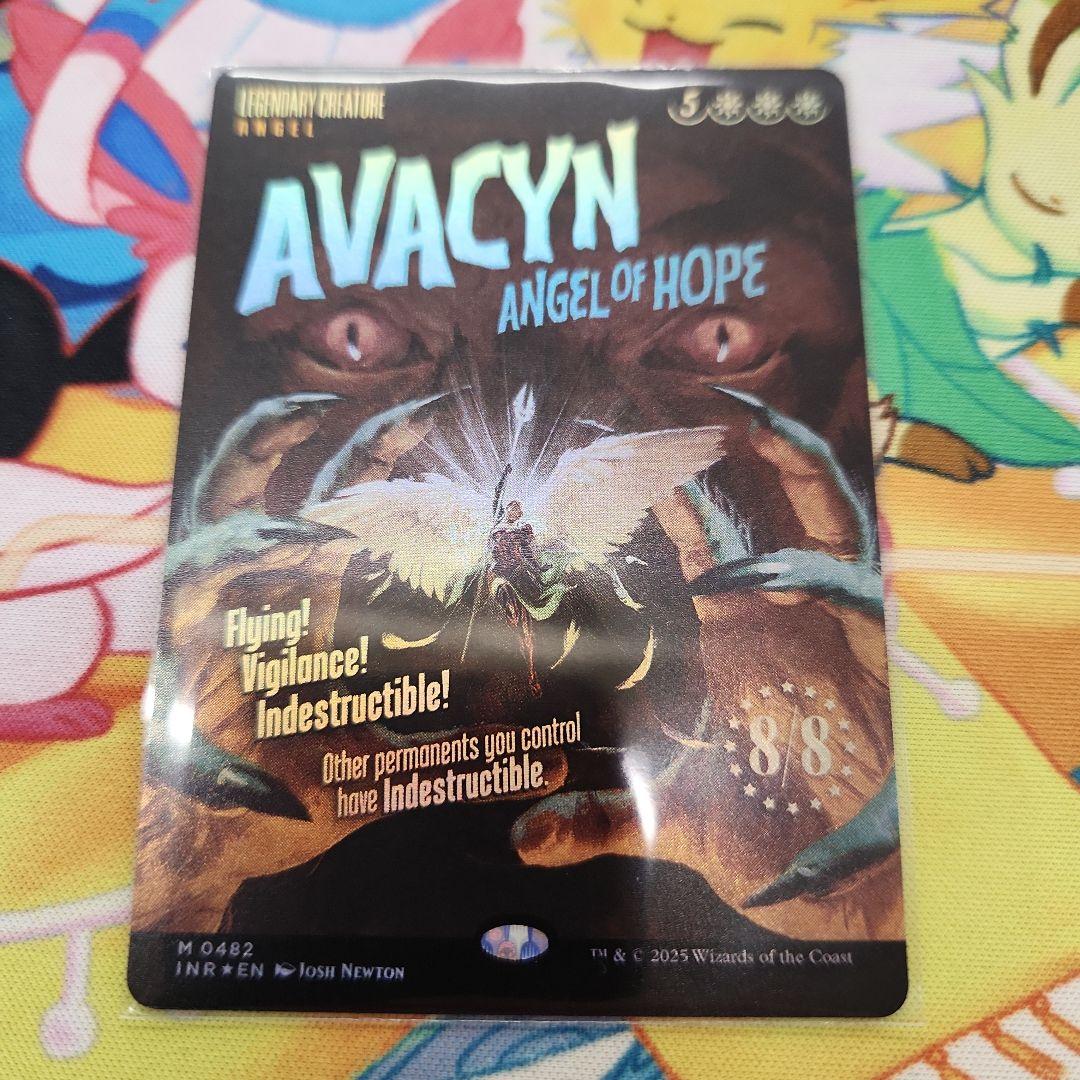 LEGENDARY CREATURE
5
ANGEL
AVACYN
ANGEL OF HOPE
Flying!
Vigilance!
Indestructible!
Other permanents you control
have Indestructible.
8/8
M 0482
INR★EN JOSH NEWTON
™ & © 2025 Wizards of the Coast